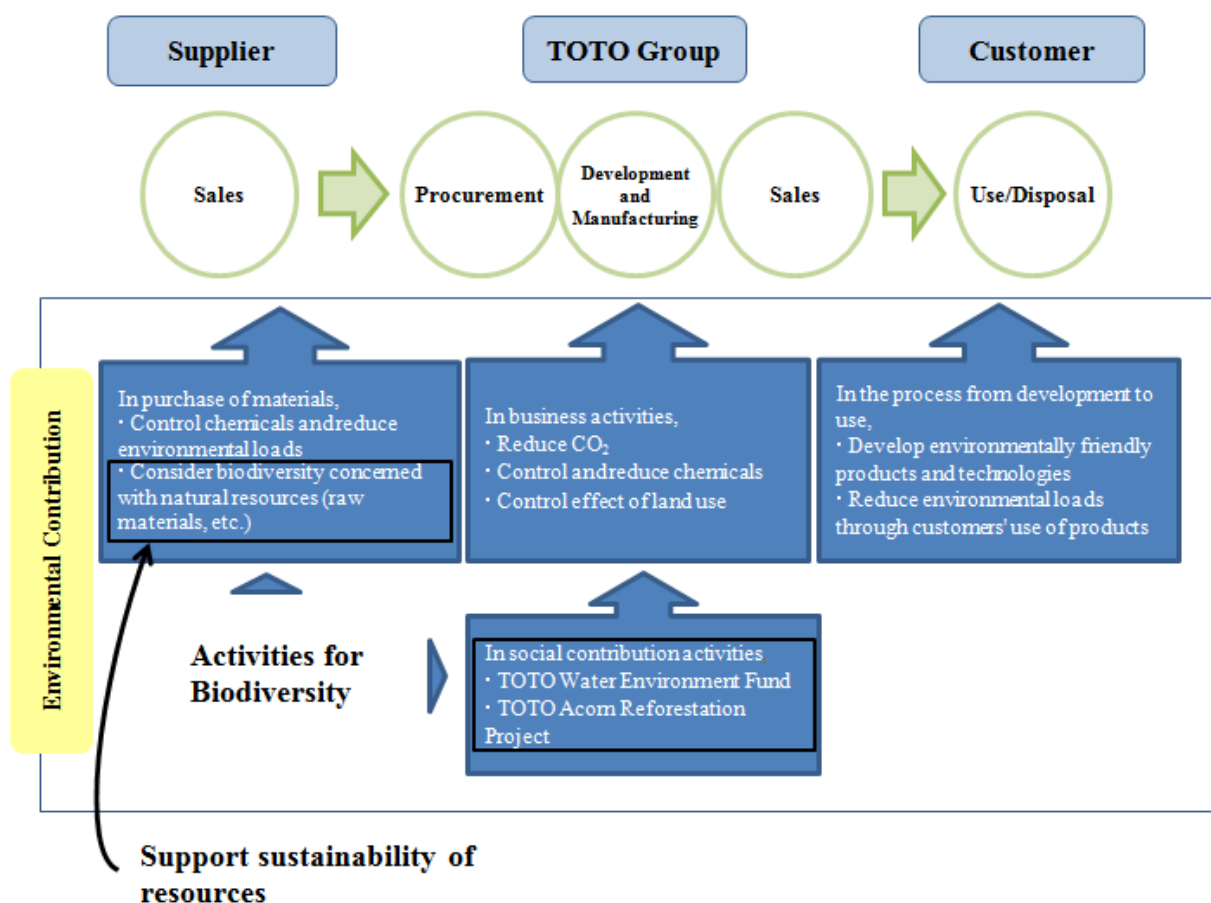 Supplier
TOTO Group
Customer
Sales
Procurement
Development
and
Manufacturing
Sales
Use/Disposal
Environmental Contribution
In purchase of materials,
・Control chemicals and reduce
environmental loads
・Consider biodiversity concerned
with natural resources (raw
materials, etc.)
In business activities,
・Reduce CO₂
・Control and reduce chemicals
・Control effect of land use
In the process from development to
use,
・Develop environmentally friendly
products and technologies
・Reduce environmental loads
through customers' use of products
Activities for
Biodiversity
In social contribution activities,
・TOTO Water Environment Fund
・TOTO Acorn Reforestation
Project
Support sustainability of
resources